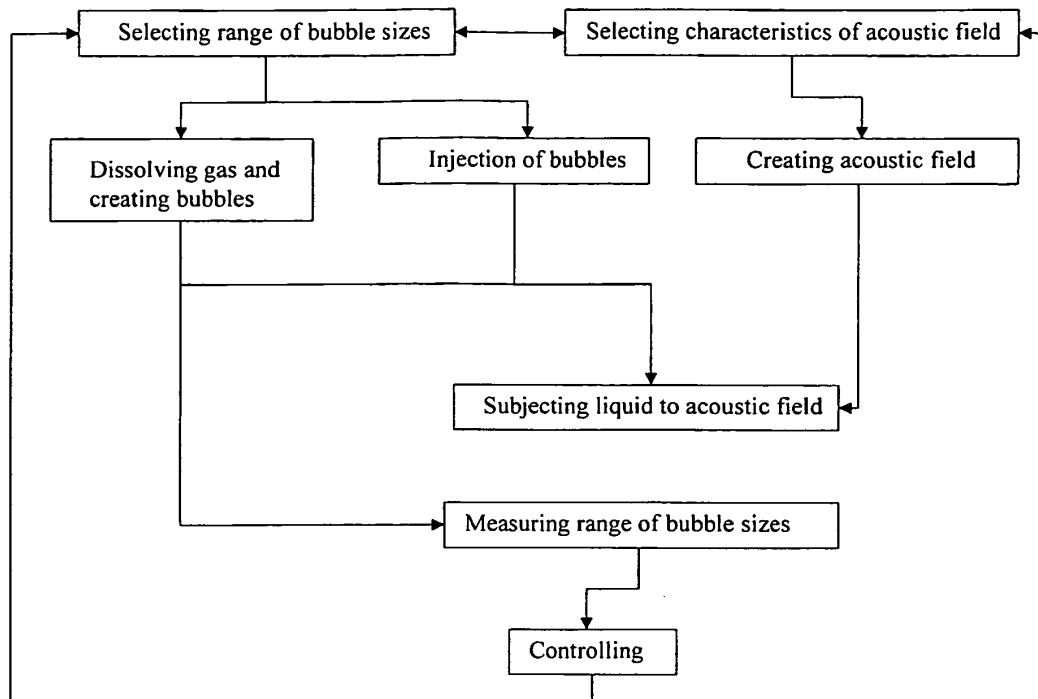 Selecting range of bubble sizes
Selecting characteristics of acoustic field
Dissolving gas and
creating bubbles
Injection of bubbles
Creating acoustic field
Subjecting liquid to acoustic field
Measuring range of bubble sizes
Controlling